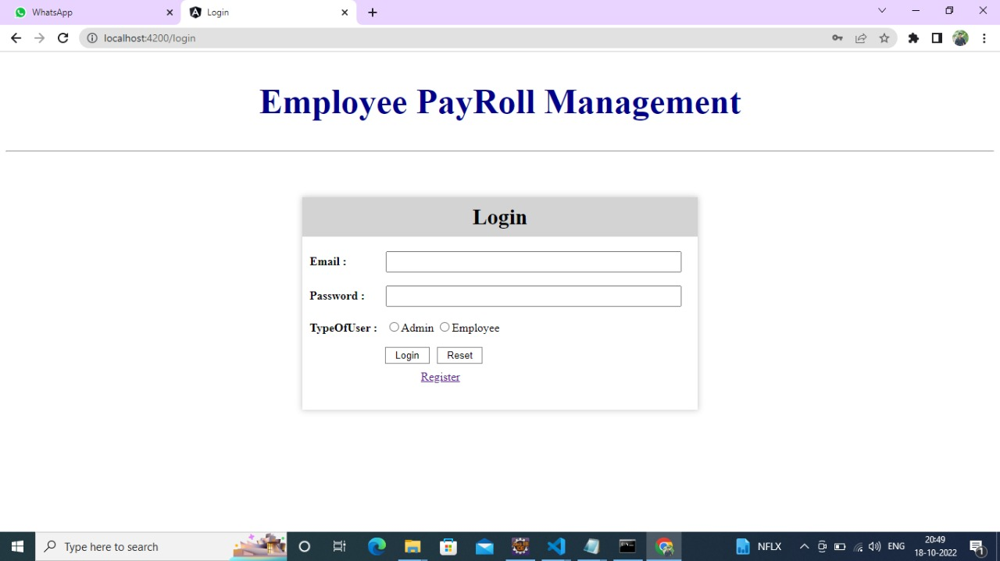 WhatsApp
Login
localhost:4200/login
Employee PayRoll Management
Login
Email :
Password :
TypeOfUser : Admin Employee
Login Reset
Register
Type here to search
NFLX
ENG
20:49
18-10-2022
1